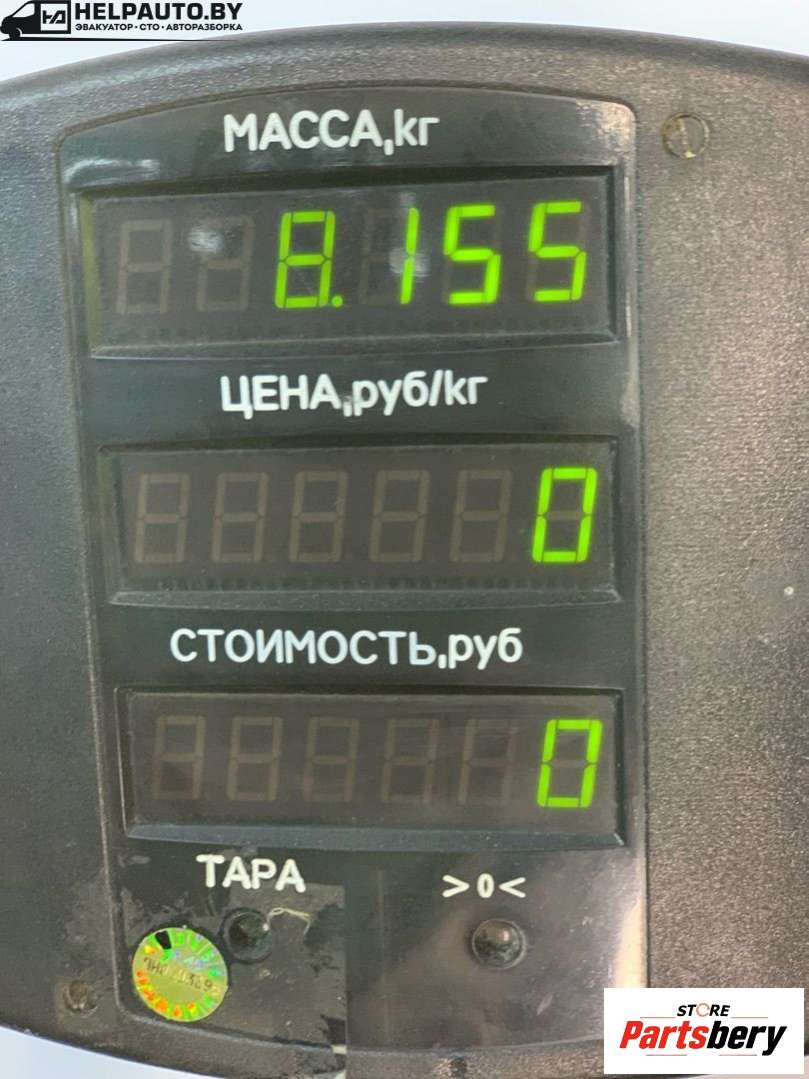 HELPAUTO.BY
ЭВАКУАТОР • СТО • АВТОРАЗБОРКА
МАССА,кг
8.155
ЦЕНА,руб/кг
0
СТОИМОСТЬ,руб
0
ТАРА
>0<
STORE
Partsbery